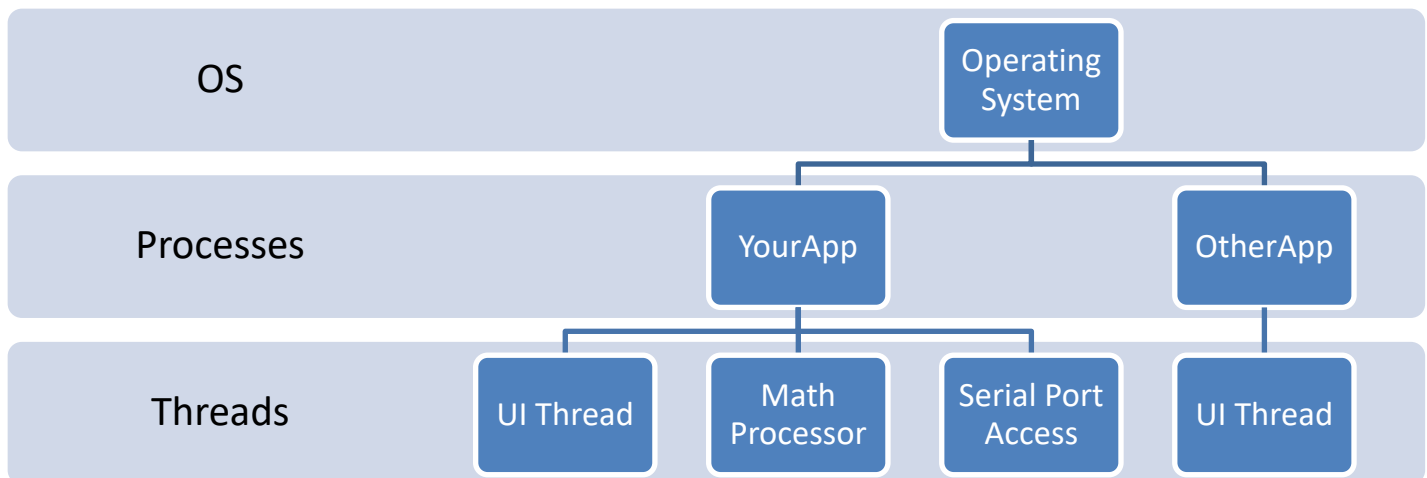 OS
Operating
System
Processes
YourApp
OtherApp
Threads
UI Thread
Math
Processor
Serial Port
Access
UI Thread